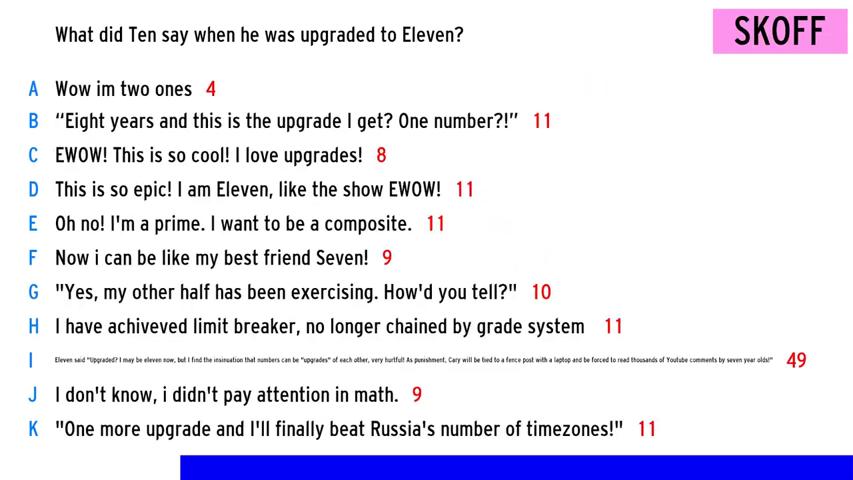 What did Ten say when he was upgraded to Eleven?
SKOFF
A Wow im two ones 4
B “Eight years and this is the upgrade I get? One number?!” 11
C EWOW! This is so cool! I love upgrades! 8
D This is so epic! I am Eleven, like the show EWOW! 11
E Oh no! I'm a prime. I want to be a composite. 11
F Now i can be like my best friend Seven! 9
G "Yes, my other half has been exercising. How'd you tell?" 10
H I have achiveved limit breaker, no longer chained by grade system 11
I Eleven said "Upgraded? I may be eleven now, but I find the insinuation that numbers can be "upgrades" of each other, very hurtful! As punishment, Cary will be tied to a fence post with a laptop and be forced to read thousands of Youtube comments by seven year olds!" 49
J I don't know, i didn't pay attention in math. 9
K "One more upgrade and I'll finally beat Russia's number of timezones!" 11